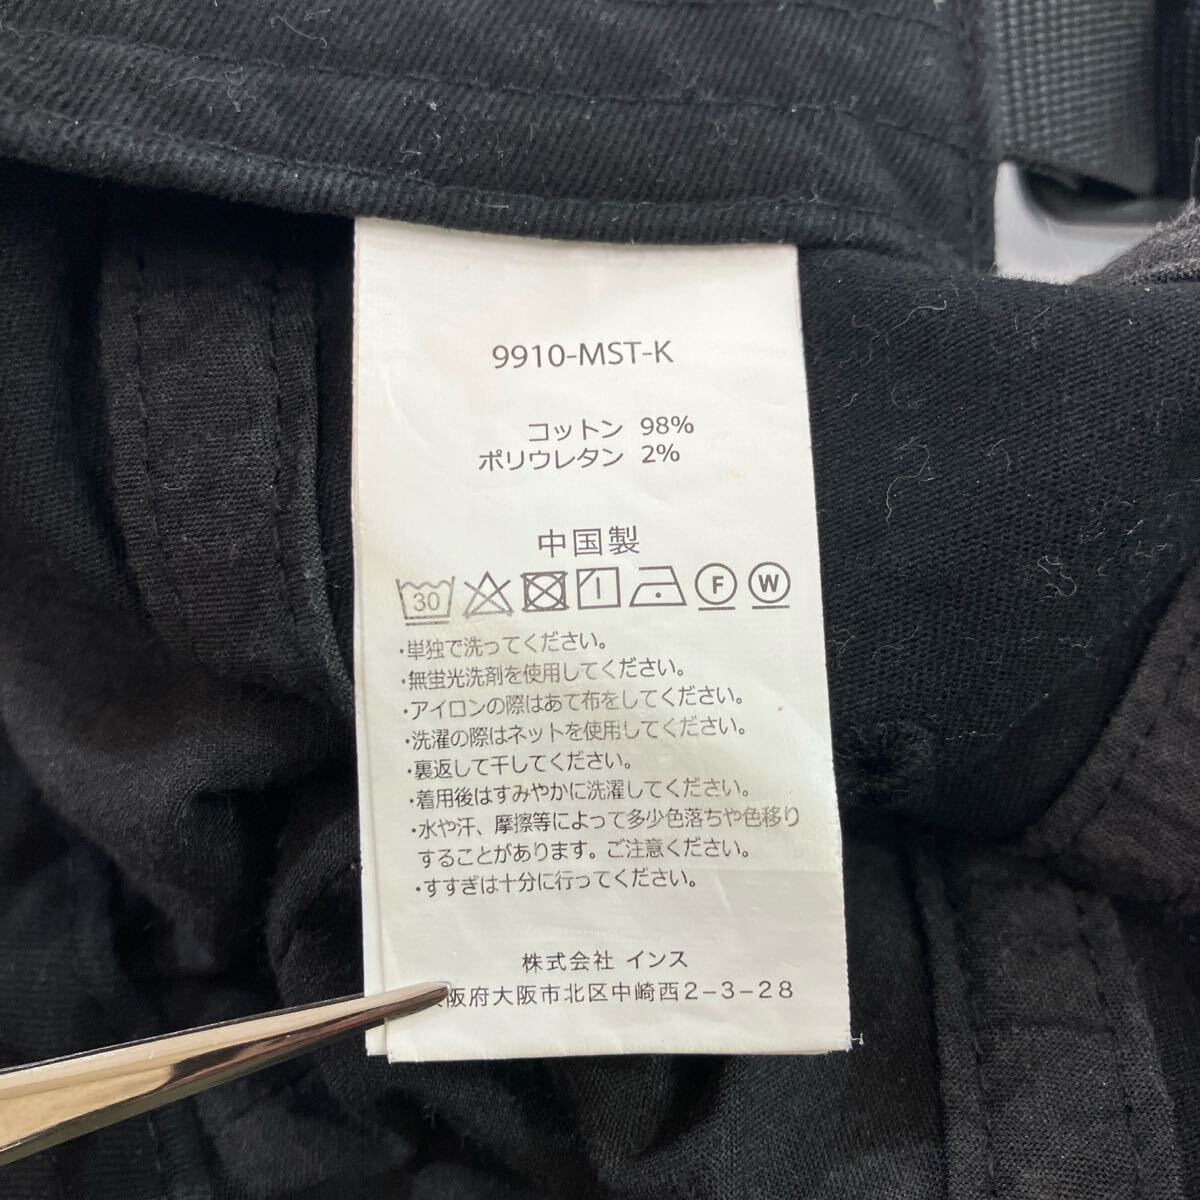 9910-MST-K
コットン 98%
ポリウレタン 2%
中国製
30 F W
・単独で洗ってください。
・無蛍光洗剤を使用してください。
・アイロンの際はあて布をしてください。
・洗濯の際はネットを使用してください。
・裏返して干してください。
・着用後はすみやかに洗濯してください。
・水や汗、摩擦等によって多少色落ちや色移り
することがあります。ご注意ください。
・すすぎは十分に行ってください。
株式会社 インス
阪府大阪市北区中崎西2-3-28